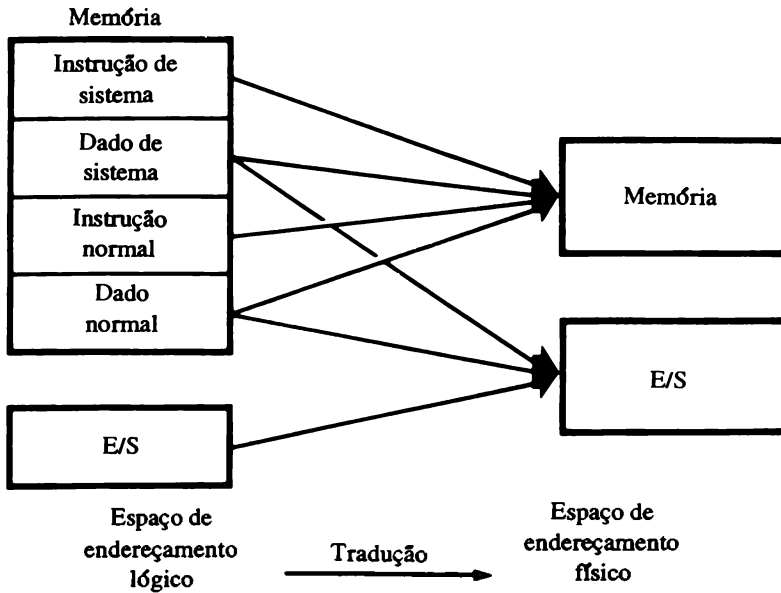 Memória
Instrução de
sistema
Dado de
sistema
Instrução
normal
Dado
normal
E/S
Memória
E/S
Espaço de
endereçamento
lógico
Tradução
Espaço de
endereçamento
físico